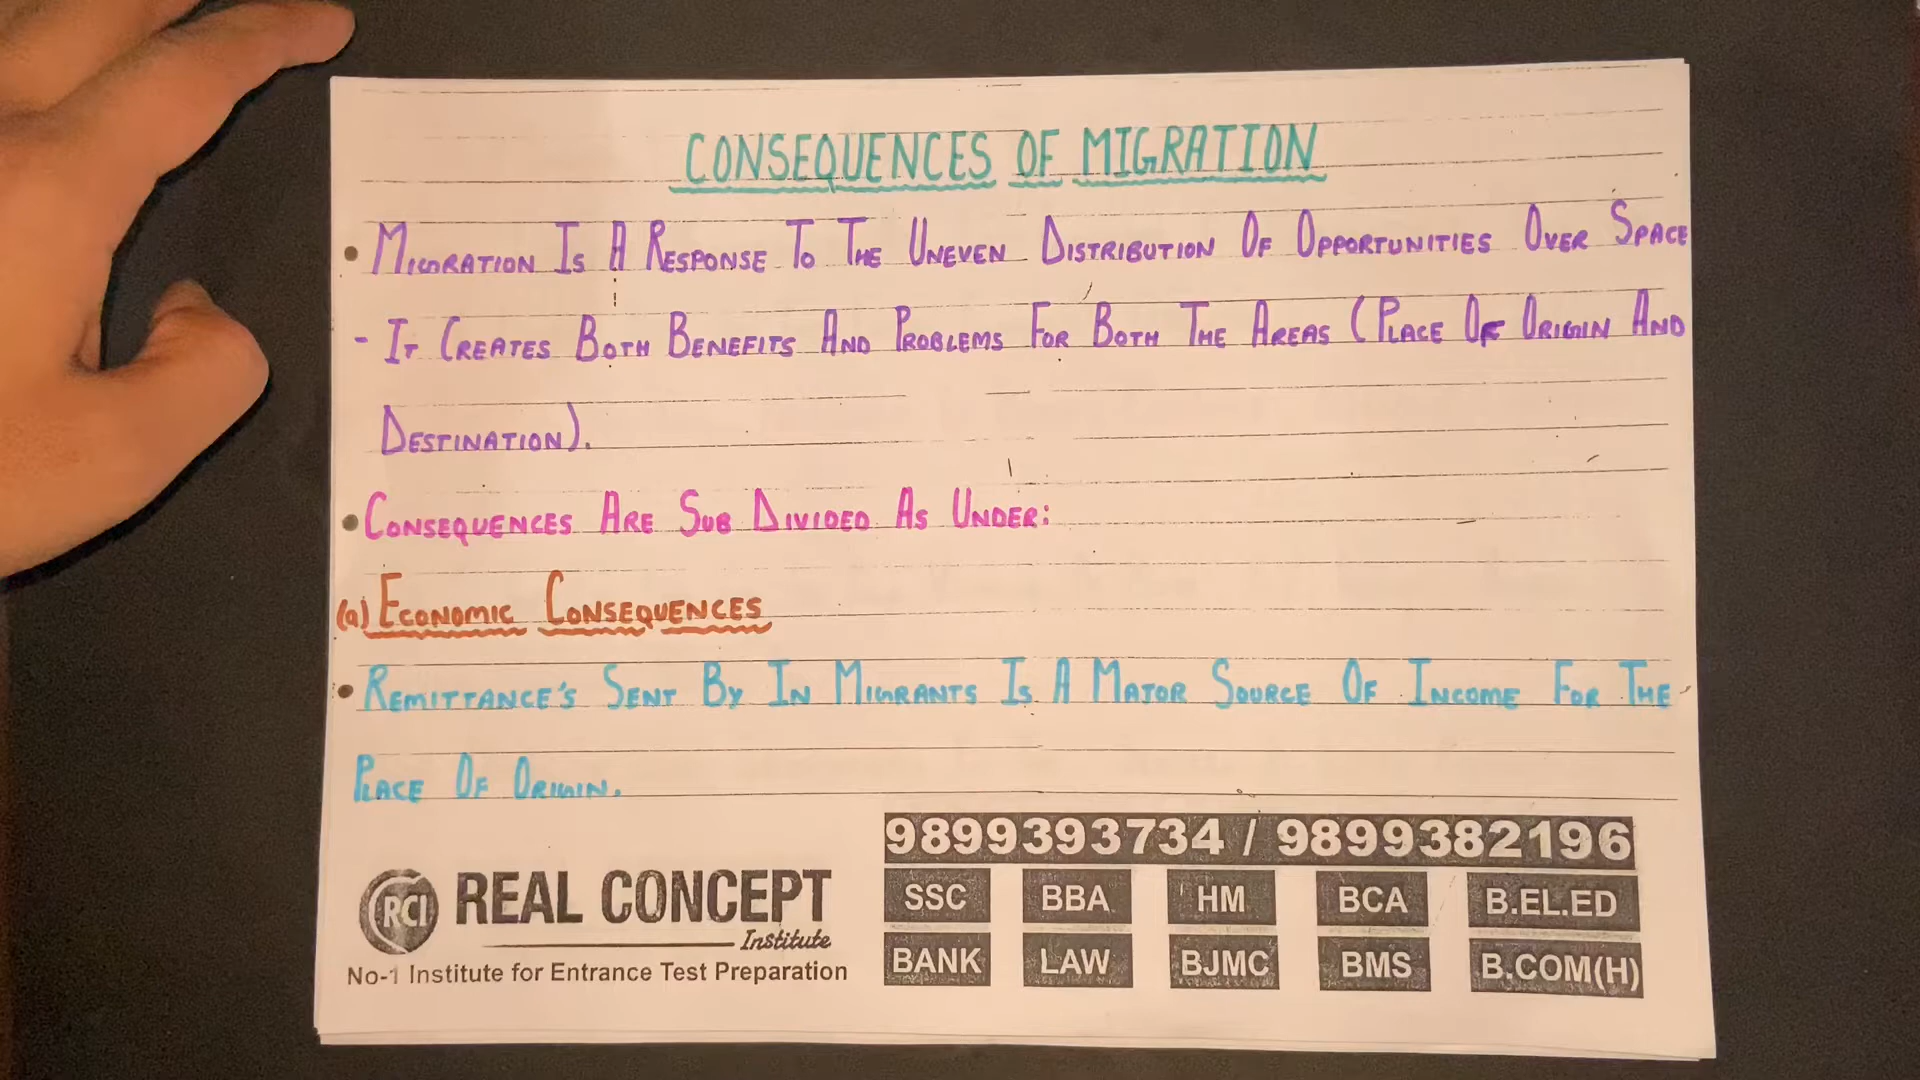 CONSEQUENCES OF MIGRATION
• MIGRATION IS A RESPONSE TO THE UNEVEN DISTRIBUTION OF OPPORTUNITIES OVER SPACE
- IT CREATES BOTH BENEFITS AND PROBLEMS FOR BOTH THE AREAS (PLACE OF ORIGIN AND
DESTINATION).
• CONSEQUENCES ARE SUB DIVIDED AS UNDER:
(a) ECONOMIC CONSEQUENCES
• REMITTANCE'S SENT BY IN MIGRANTS IS A MAJOR SOURCE OF INCOME FOR THE
PLACE OF ORIGIN.
9899393734 / 9899382196
RCI REAL CONCEPT
Institute
No-1 Institute for Entrance Test Preparation
SSC BBA HM BCA B.EL.ED
BANK LAW BJMC BMS B.COM(H)